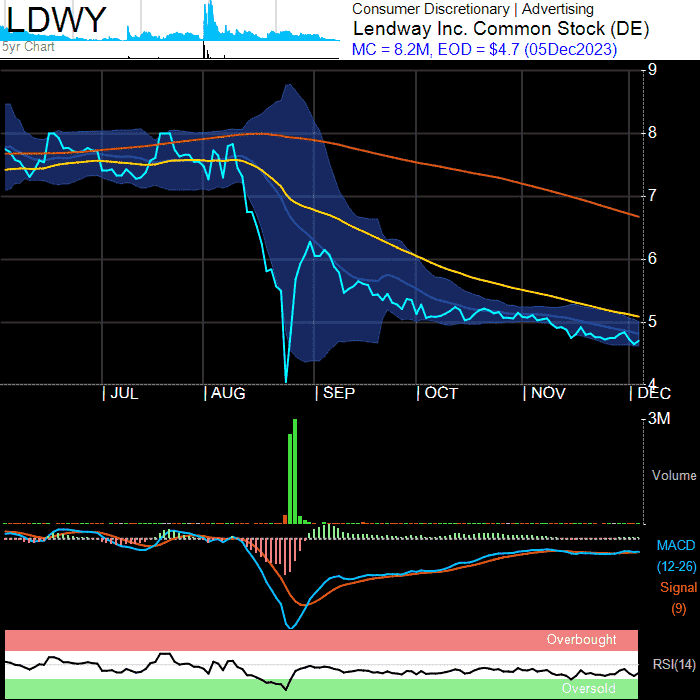 LDWY
5yr Chart
Consumer Discretionary | Advertising
Lendway Inc. Common Stock (DE)
MC = 8.2M, EOD = $4.7 (05Dec2023)
9
8
7
6
5
4
JUL AUG SEP OCT NOV DEC
3M
Volume
MACD
(12-26)
Signal
(9)
Overbought
RSI(14)
Oversold